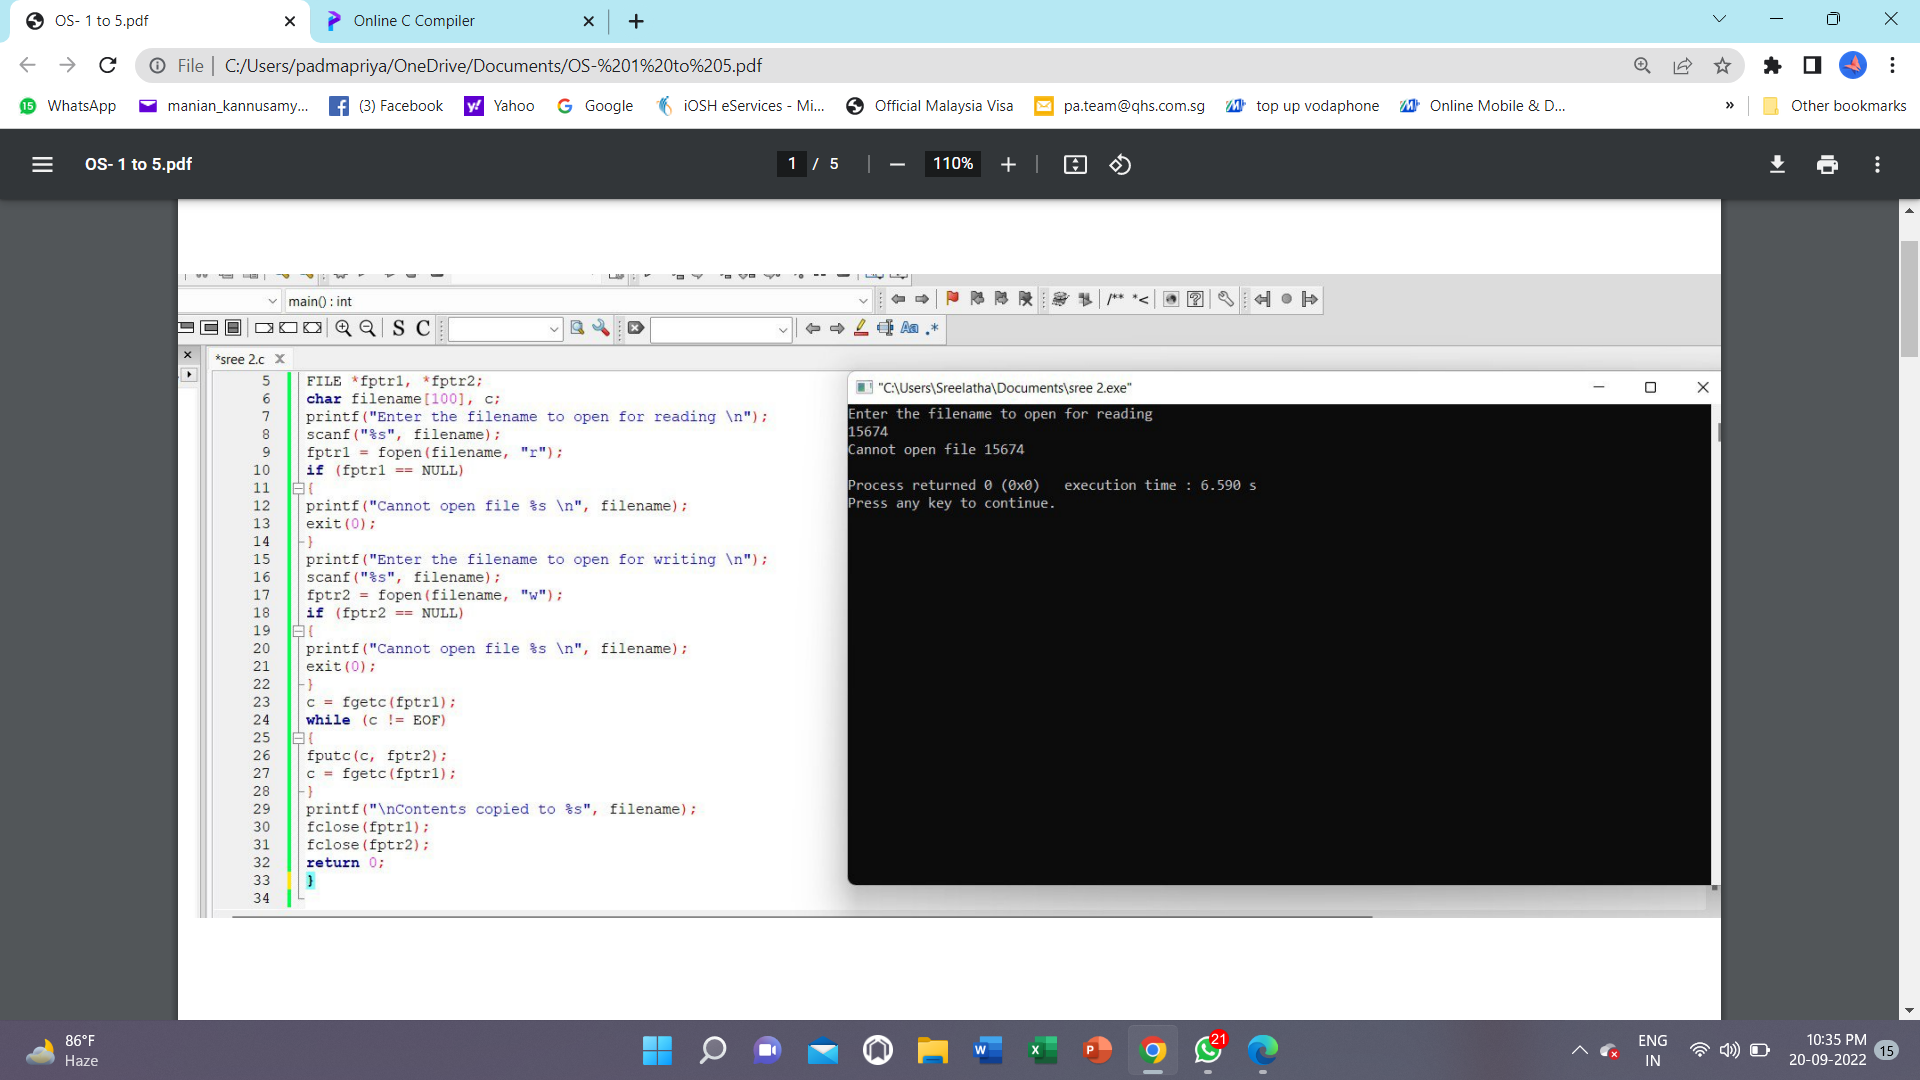 OS- 1 to 5.pdf
Online C Compiler
File | C:/Users/padmapriya/OneDrive/Documents/OS-%201%20to%205.pdf
15 WhatsApp manian_kannusamy... (3) Facebook Yahoo Google iOSH eServices - Mi... Official Malaysia Visa pa.team@qhs.com.sg top up vodaphone Online Mobile & D... » Other bookmarks
OS- 1 to 5.pdf 1 / 5 110%
main() : int
/** *<
S C Aa .*
*sree 2.c
5 FILE *fptr1, *fptr2;
6 char filename[100], c;
7 printf("Enter the filename to open for reading \n");
8 scanf("%s", filename);
9 fptr1 = fopen(filename, "r");
10 if (fptr1 == NULL)
11 {
12 printf("Cannot open file %s \n", filename);
13 exit(0);
14 }
15 printf("Enter the filename to open for writing \n");
16 scanf("%s", filename);
17 fptr2 = fopen(filename, "w");
18 if (fptr2 == NULL)
19 {
20 printf("Cannot open file %s \n", filename);
21 exit(0);
22 }
23 c = fgetc(fptr1);
24 while (c != EOF)
25 {
26 fputc(c, fptr2);
27 c = fgetc(fptr1);
28 }
29 printf("\nContents copied to %s", filename);
30 fclose(fptr1);
31 fclose(fptr2);
32 return 0;
33 }
34
"C:\Users\Sreelatha\Documents\sree 2.exe"
Enter the filename to open for reading
15674
Cannot open file 15674
Process returned 0 (0x0) execution time : 6.590 s
Press any key to continue.
86°F
Haze
21
ENG
IN
10:35 PM
20-09-2022
15